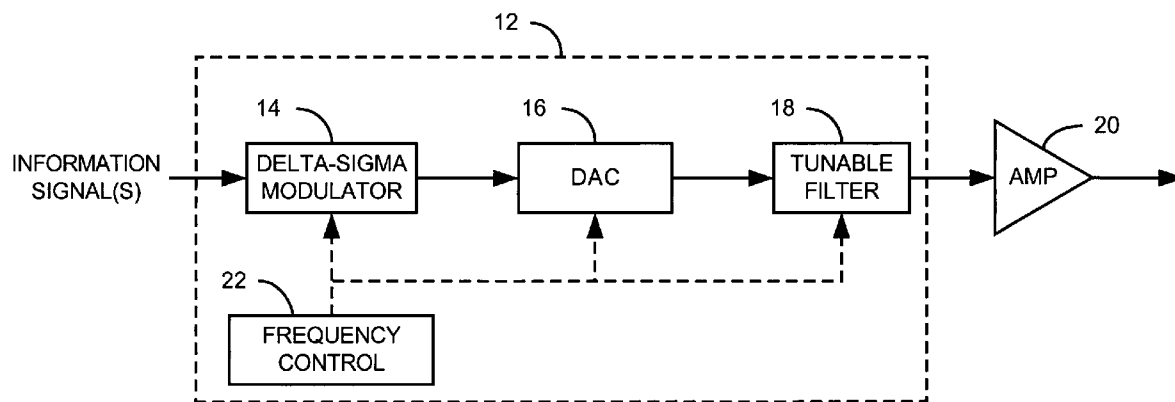 12
14
16
18
20
INFORMATION
SIGNAL(S)
DELTA-SIGMA
MODULATOR
DAC
TUNABLE
FILTER
AMP
22
FREQUENCY
CONTROL